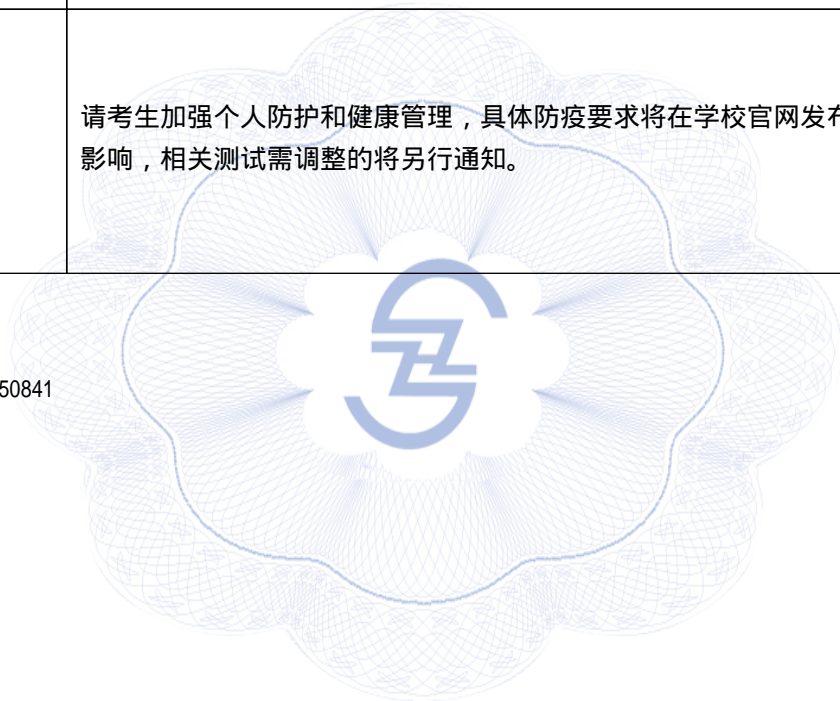 请考生加强个人防护和健康管理，具体防疫要求将在学校官网发布
影响，相关测试需调整的将另行通知。
50841